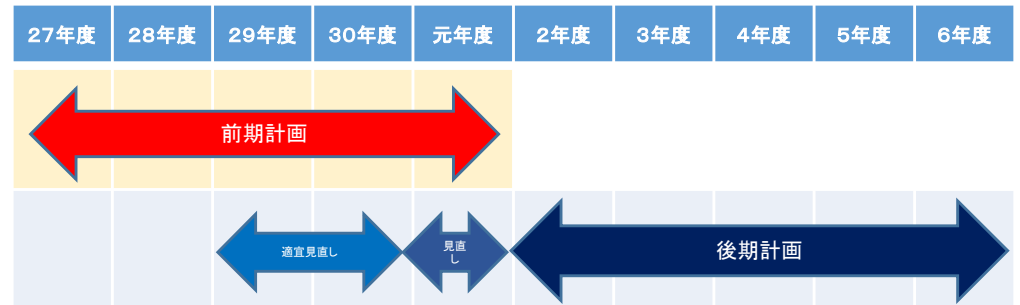 27年度 28年度 29年度 30年度 元年度 2年度 3年度 4年度 5年度 6年度
前期計画
適宜見直し
見直
し
後期計画